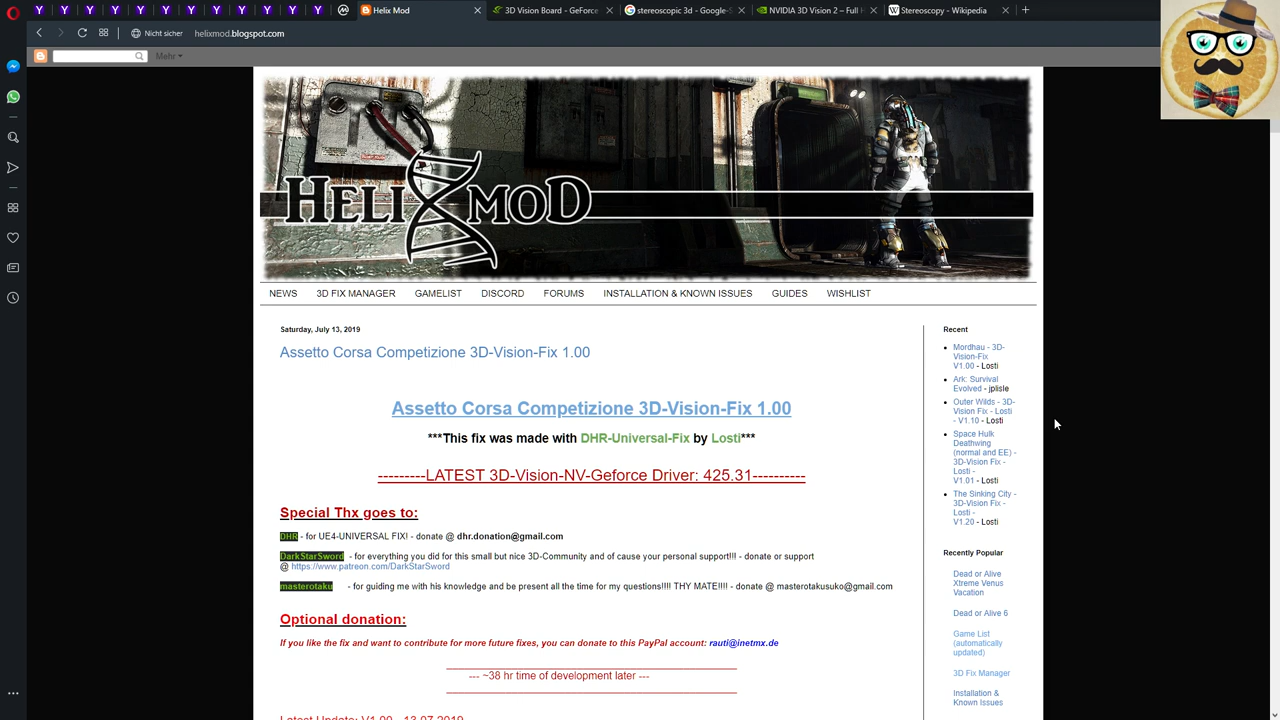 Helix Mod
3D Vision Board - GeForce
stereoscopic 3d - Google-S
NVIDIA 3D Vision 2 – Full H
Stereoscopy - Wikipedia
Nicht sicher
helixmod.blogspot.com
Mehr
HELIXMOD
NEWS
3D FIX MANAGER
GAMELIST
DISCORD
FORUMS
INSTALLATION & KNOWN ISSUES
GUIDES
WISHLIST
Saturday, July 13, 2019
Assetto Corsa Competizione 3D-Vision-Fix 1.00
Assetto Corsa Competizione 3D-Vision-Fix 1.00
***This fix was made with DHR-Universal-Fix by Losti***
---------LATEST 3D-Vision-NV-Geforce Driver: 425.31----------
Special Thx goes to:
DHR - for UE4-UNIVERSAL FIX! - donate @ dhr.donation@gmail.com
DarkStarSword - for everything you did for this small but nice 3D-Community and of cause your personal support!!! - donate or support
@ https://www.patreon.com/DarkStarSword
masterotaku - for guiding me with his knowledge and be present all the time for my questions!!!! THY MATE!!!! - donate @ masterotakusuko@gmail.com
Optional donation:
If you like the fix and want to contribute for more future fixes, you can donate to this PayPal account: rauti@inetmx.de
--- ~38 hr time of development later ---
Latest Update: V1.00 - 13.07.2019
Recent
Mordhau - 3D-
Vision-Fix
V1.00 - Losti
Ark: Survival
Evolved - jplisle
Outer Wilds - 3D-
Vision Fix - Losti
- V1.10 - Losti
Space Hulk
Deathwing
(normal and EE) -
3D-Vision Fix -
Losti -
V1.01 - Losti
The Sinking City -
3D-Vision Fix -
Losti -
V1.20 - Losti
Recently Popular
Dead or Alive
Xtreme Venus
Vacation
Dead or Alive 6
Game List
(automatically
updated)
3D Fix Manager
Installation &
Known Issues